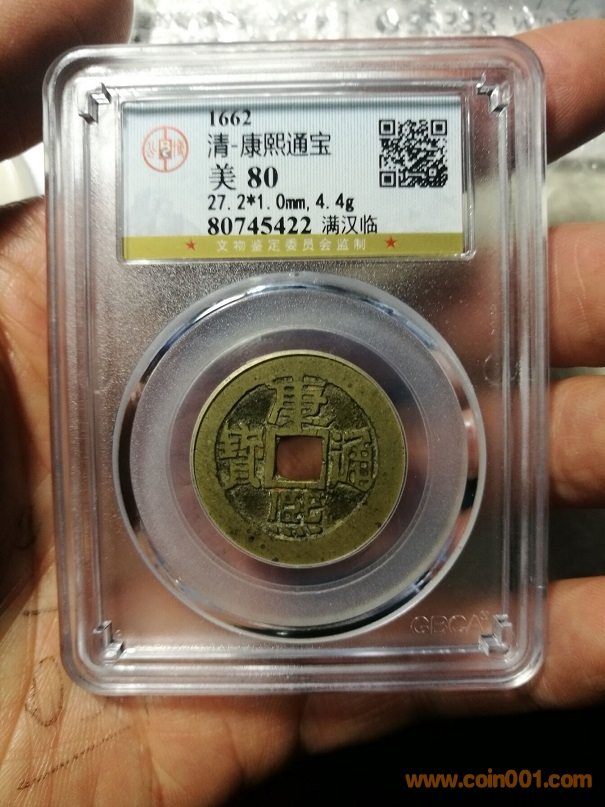 1662
清-康熙通宝
美 80
27.2*1.0mm,4.4g
80745422 满汉临
★ 文物鉴定委员会监制 ★
康熙通寳
GBCA
www.coin001.com